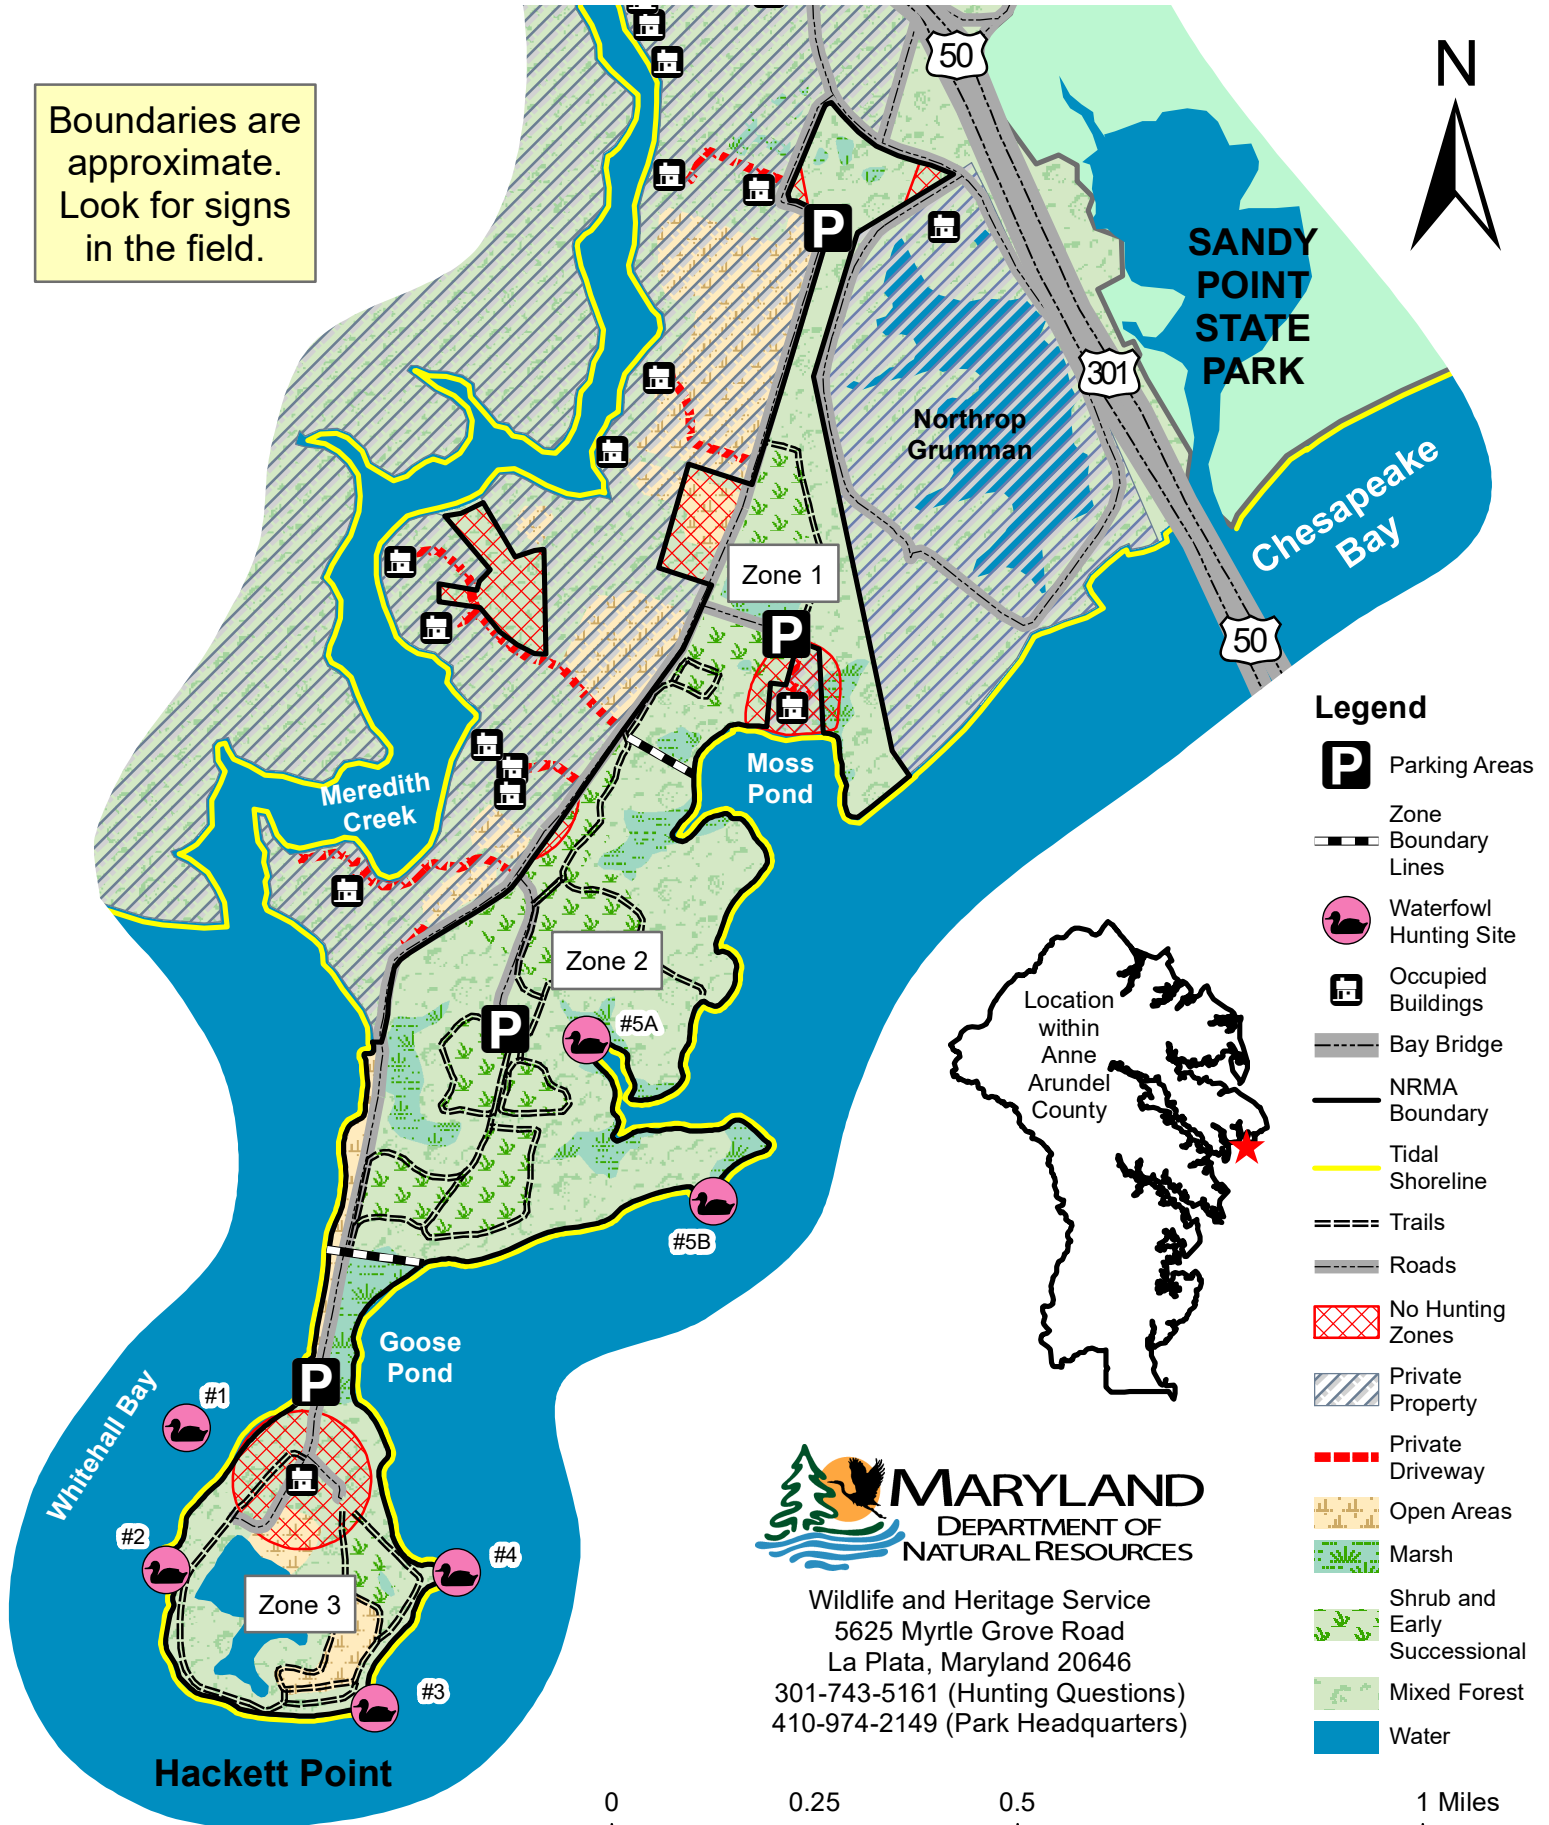 Boundaries are
approximate.
Look for signs
in the field.
50
N
P
SANDY
POINT
STATE
PARK
301
Northrop
Grumman
Chesapeake
Bay
Zone 1
P
50
Meredith
Creek
Moss
Pond
Zone 2
P
#5A
#5B
Goose
Pond
P
Whitehall Bay
#1
#2
#4
Zone 3
#3
Hackett Point
Location
within
Anne
Arundel
County
MARYLAND
DEPARTMENT OF
NATURAL RESOURCES
Wildlife and Heritage Service
5625 Myrtle Grove Road
La Plata, Maryland 20646
301-743-5161 (Hunting Questions)
410-974-2149 (Park Headquarters)
0 0.25 0.5 1 Miles
Legend
P Parking Areas
Zone
Boundary
Lines
Waterfowl
Hunting Site
Occupied
Buildings
Bay Bridge
NRMA
Boundary
Tidal
Shoreline
Trails
Roads
No Hunting
Zones
Private
Property
Private
Driveway
Open Areas
Marsh
Shrub and
Early
Successional
Mixed Forest
Water